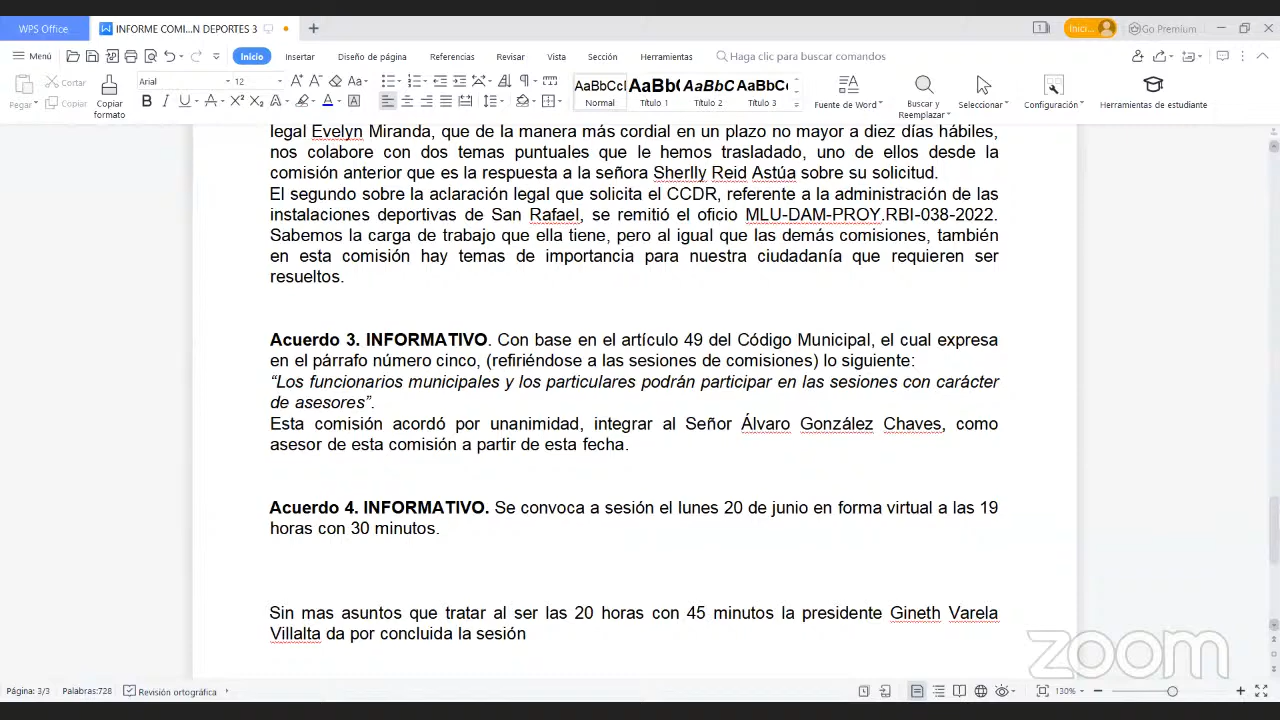 WPS Office
INFORME COMI...N DEPORTES 3
Inici...
Go Premium
Menú
Inicio
Insertar
Diseño de página
Referencias
Revisar
Vista
Sección
Herramientas
Haga clic para buscar comandos
Pegar
Cortar
Copiar
Copiar formato
Arial
12
AaBbCcI
Normal
AaBb(
Título 1
AaBbC
Título 2
AaBbC
Título 3
Fuente de Word
Buscar y Reemplazar
Seleccionar
Configuración
Herramientas de estudiante
legal Evelyn Miranda, que de la manera más cordial en un plazo no mayor a diez días hábiles,
nos colabore con dos temas puntuales que le hemos trasladado, uno de ellos desde la
comisión anterior que es la respuesta a la señora Sherlly Reid Astúa sobre su solicitud.
El segundo sobre la aclaración legal que solicita el CCDR, referente a la administración de las
instalaciones deportivas de San Rafael, se remitió el oficio MLU-DAM-PROY.RBI-038-2022.
Sabemos la carga de trabajo que ella tiene, pero al igual que las demás comisiones, también
en esta comisión hay temas de importancia para nuestra ciudadanía que requieren ser
resueltos.
Acuerdo 3. INFORMATIVO. Con base en el artículo 49 del Código Municipal, el cual expresa
en el párrafo número cinco, (refiriéndose a las sesiones de comisiones) lo siguiente:
“Los funcionarios municipales y los particulares podrán participar en las sesiones con carácter
de asesores”.
Esta comisión acordó por unanimidad, integrar al Señor Álvaro González Chaves, como
asesor de esta comisión a partir de esta fecha.
Acuerdo 4. INFORMATIVO. Se convoca a sesión el lunes 20 de junio en forma virtual a las 19
horas con 30 minutos.
Sin mas asuntos que tratar al ser las 20 horas con 45 minutos la presidente Gineth Varela
Villalta da por concluida la sesión
zoom
Página: 3/3
Palabras:728
Revisión ortográfica
130%